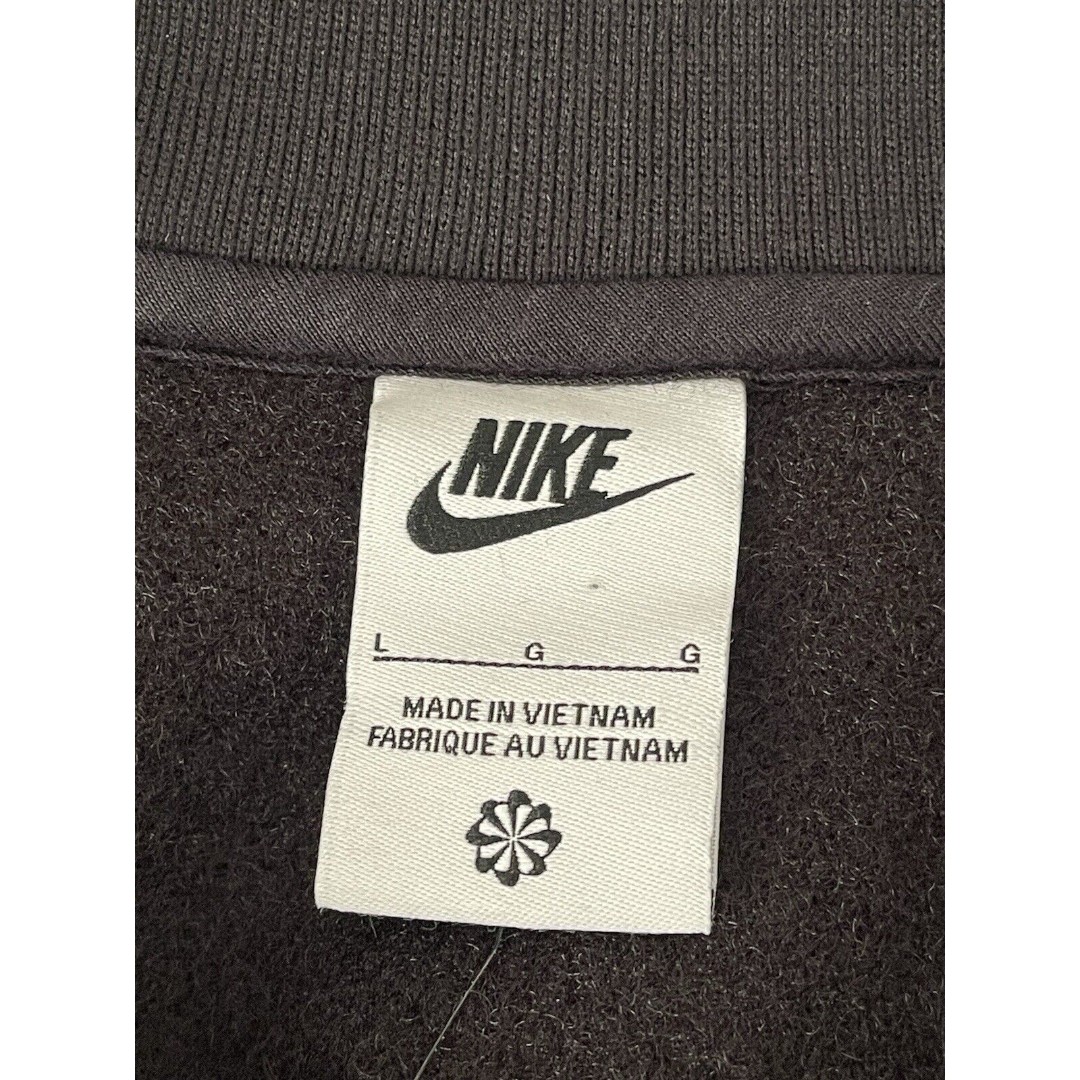 NIKE
L G G
MADE IN VIETNAM
FABRIQUE AU VIETNAM